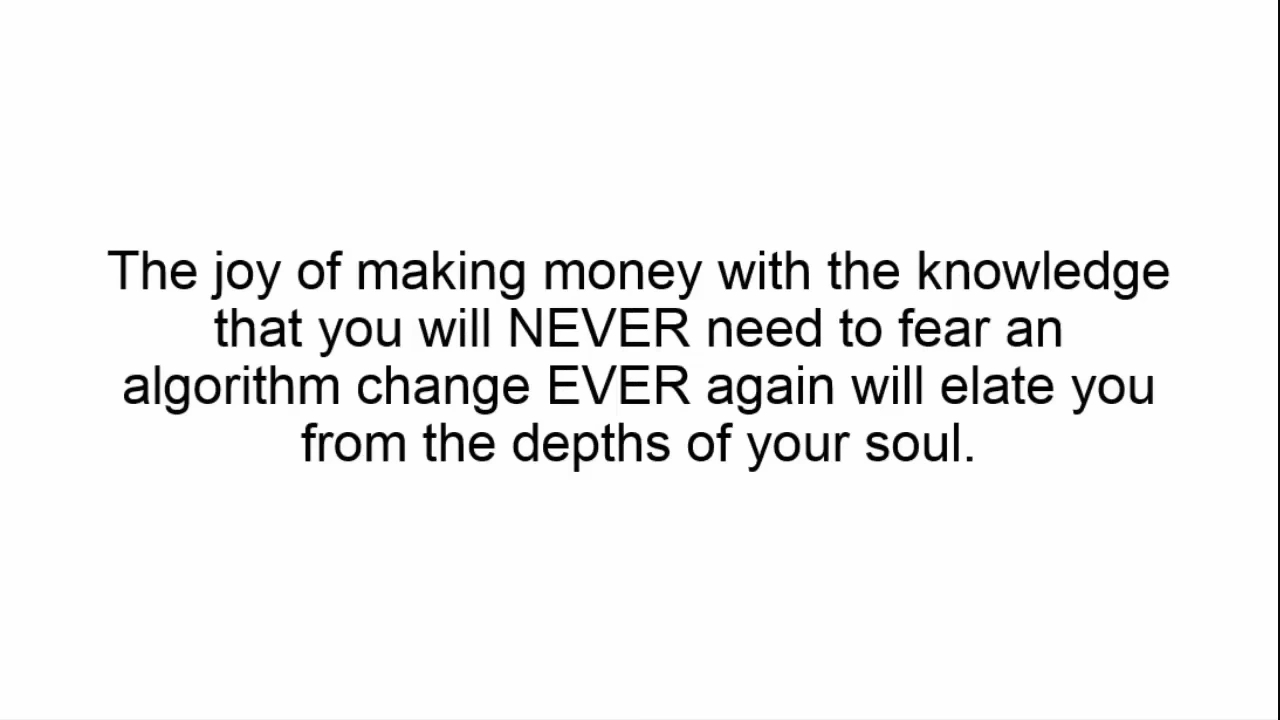 The joy of making money with the knowledge
that you will NEVER need to fear an
algorithm change EVER again will elate you
from the depths of your soul.